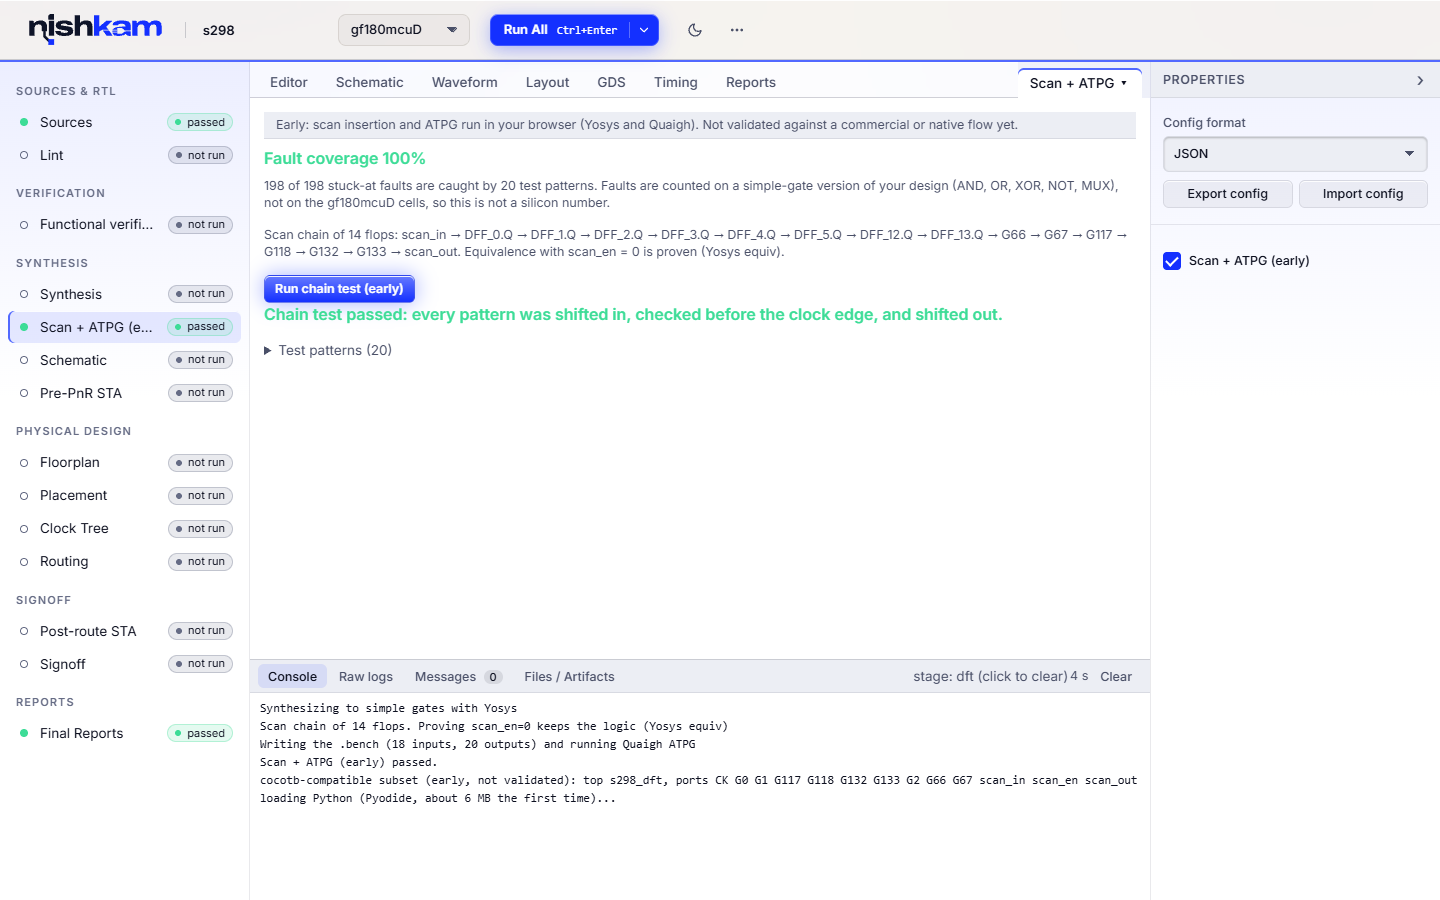 nishkam
s298
gf180mcuD
Run All Ctrl+Enter
SOURCES & RTL
Sources passed
Lint not run
VERIFICATION
Functional verifi... not run
SYNTHESIS
Synthesis not run
Scan + ATPG (e... passed
Schematic not run
Pre-PnR STA not run
PHYSICAL DESIGN
Floorplan not run
Placement not run
Clock Tree not run
Routing not run
SIGNOFF
Post-route STA not run
Signoff not run
REPORTS
Final Reports passed
Editor Schematic Waveform Layout GDS Timing Reports Scan + ATPG
Early: scan insertion and ATPG run in your browser (Yosys and Quaigh). Not validated against a commercial or native flow yet.
Fault coverage 100%
198 of 198 stuck-at faults are caught by 20 test patterns. Faults are counted on a simple-gate version of your design (AND, OR, XOR, NOT, MUX),
not on the gf180mcuD cells, so this is not a silicon number.
Scan chain of 14 flops: scan_in → DFF_0.Q → DFF_1.Q → DFF_2.Q → DFF_3.Q → DFF_4.Q → DFF_5.Q → DFF_12.Q → DFF_13.Q → G66 → G67 → G117 →
G118 → G132 → G133 → scan_out. Equivalence with scan_en = 0 is proven (Yosys equiv).
Run chain test (early)
Chain test passed: every pattern was shifted in, checked before the clock edge, and shifted out.
Test patterns (20)
Console Raw logs Messages 0 Files / Artifacts stage: dft (click to clear) 4 s Clear
Synthesizing to simple gates with Yosys
Scan chain of 14 flops. Proving scan_en=0 keeps the logic (Yosys equiv)
Writing the .bench (18 inputs, 20 outputs) and running Quaigh ATPG
Scan + ATPG (early) passed.
cocotb-compatible subset (early, not validated): top s298_dft, ports CK G0 G1 G117 G118 G132 G133 G2 G66 G67 scan_in scan_en scan_out
loading Python (Pyodide, about 6 MB the first time)...
PROPERTIES
Config format
JSON
Export config Import config
Scan + ATPG (early)